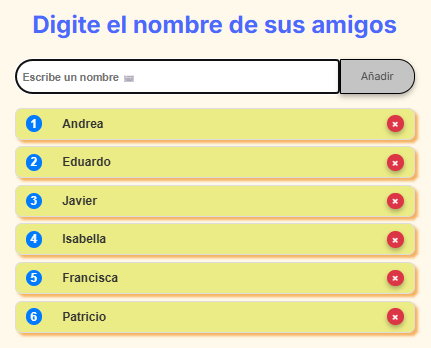 Digite el nombre de sus amigos
Escribe un nombre ⌨
Añadir
1 Andrea ×
2 Eduardo ×
3 Javier ×
4 Isabella ×
5 Francisca ×
6 Patricio ×